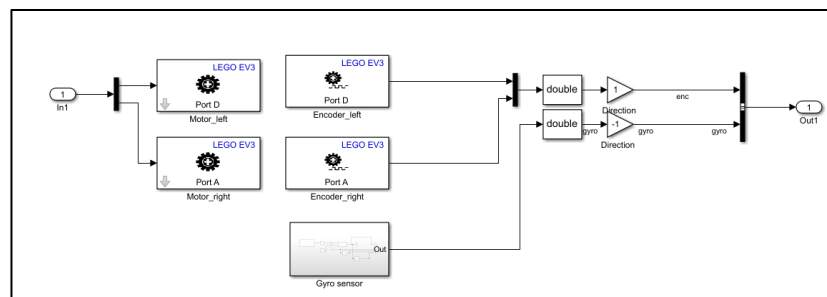 1
In1
LEGO EV3
Port D
Motor_left
LEGO EV3
Port A
Motor_right
LEGO EV3
Port D
Encoder_left
LEGO EV3
Port A
Encoder_right
Out
Gyro sensor
double
double
gyro
1
Direction
-1
Direction
enc
gyro
gyro
1
Out1